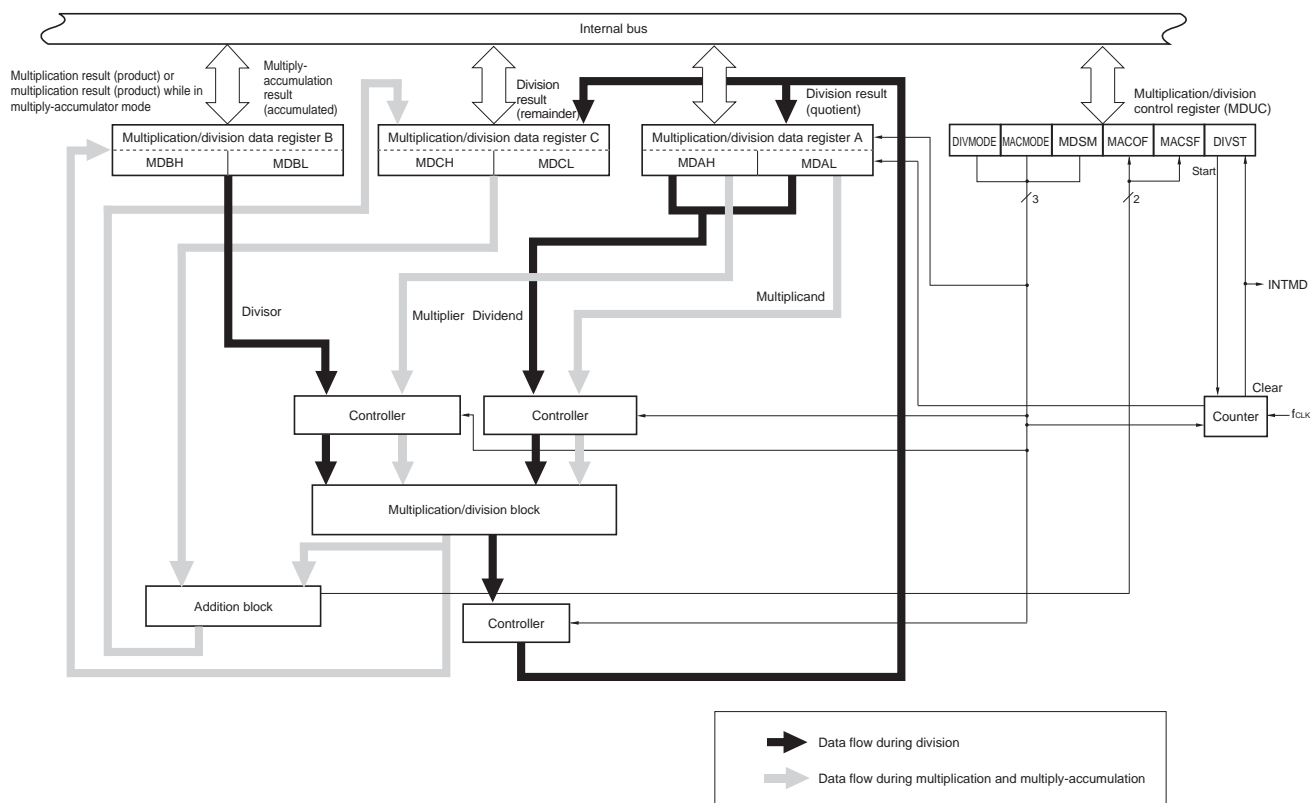 Internal bus
Multiplication result (product) or
multiplication result (product) while in
multiply-accumulator mode
Multiply-
accumulation
result
(accumulated)
Division
result
(remainder)
Division result
(quotient)
Multiplication/division
control register (MDUC)
Multiplication/division data register B
MDBH
MDBL
Multiplication/division data register C
MDCH
MDCL
Multiplication/division data register A
MDAH
MDAL
DIVMODE
MACMODE
MDSM
MACOF
MACSF
DIVST
Start
3
2
INTMD
Divisor
Multiplier
Dividend
Multiplicand
Clear
Controller
Controller
Counter
fCLK
Multiplication/division block
Addition block
Controller
Data flow during division
Data flow during multiplication and multiply-accumulation